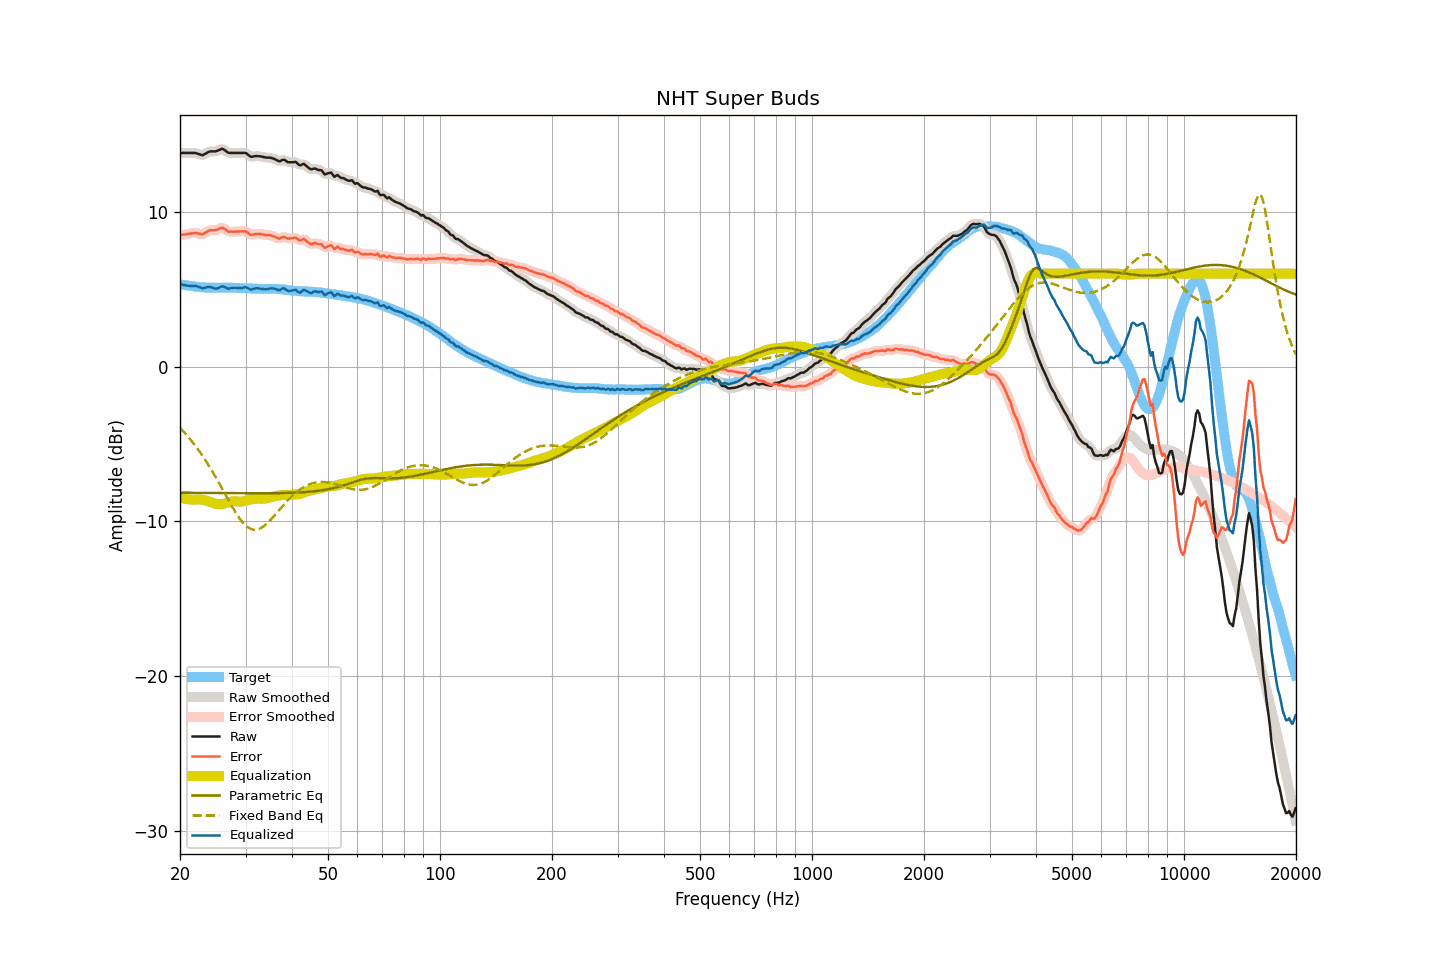 NHT Super Buds
Amplitude (dBr)
10
0
−10
−20
−30
Target
Raw Smoothed
Error Smoothed
Raw
Error
Equalization
Parametric Eq
Fixed Band Eq
Equalized
20 50 100 200 500 1000 2000 5000 10000 20000
Frequency (Hz)